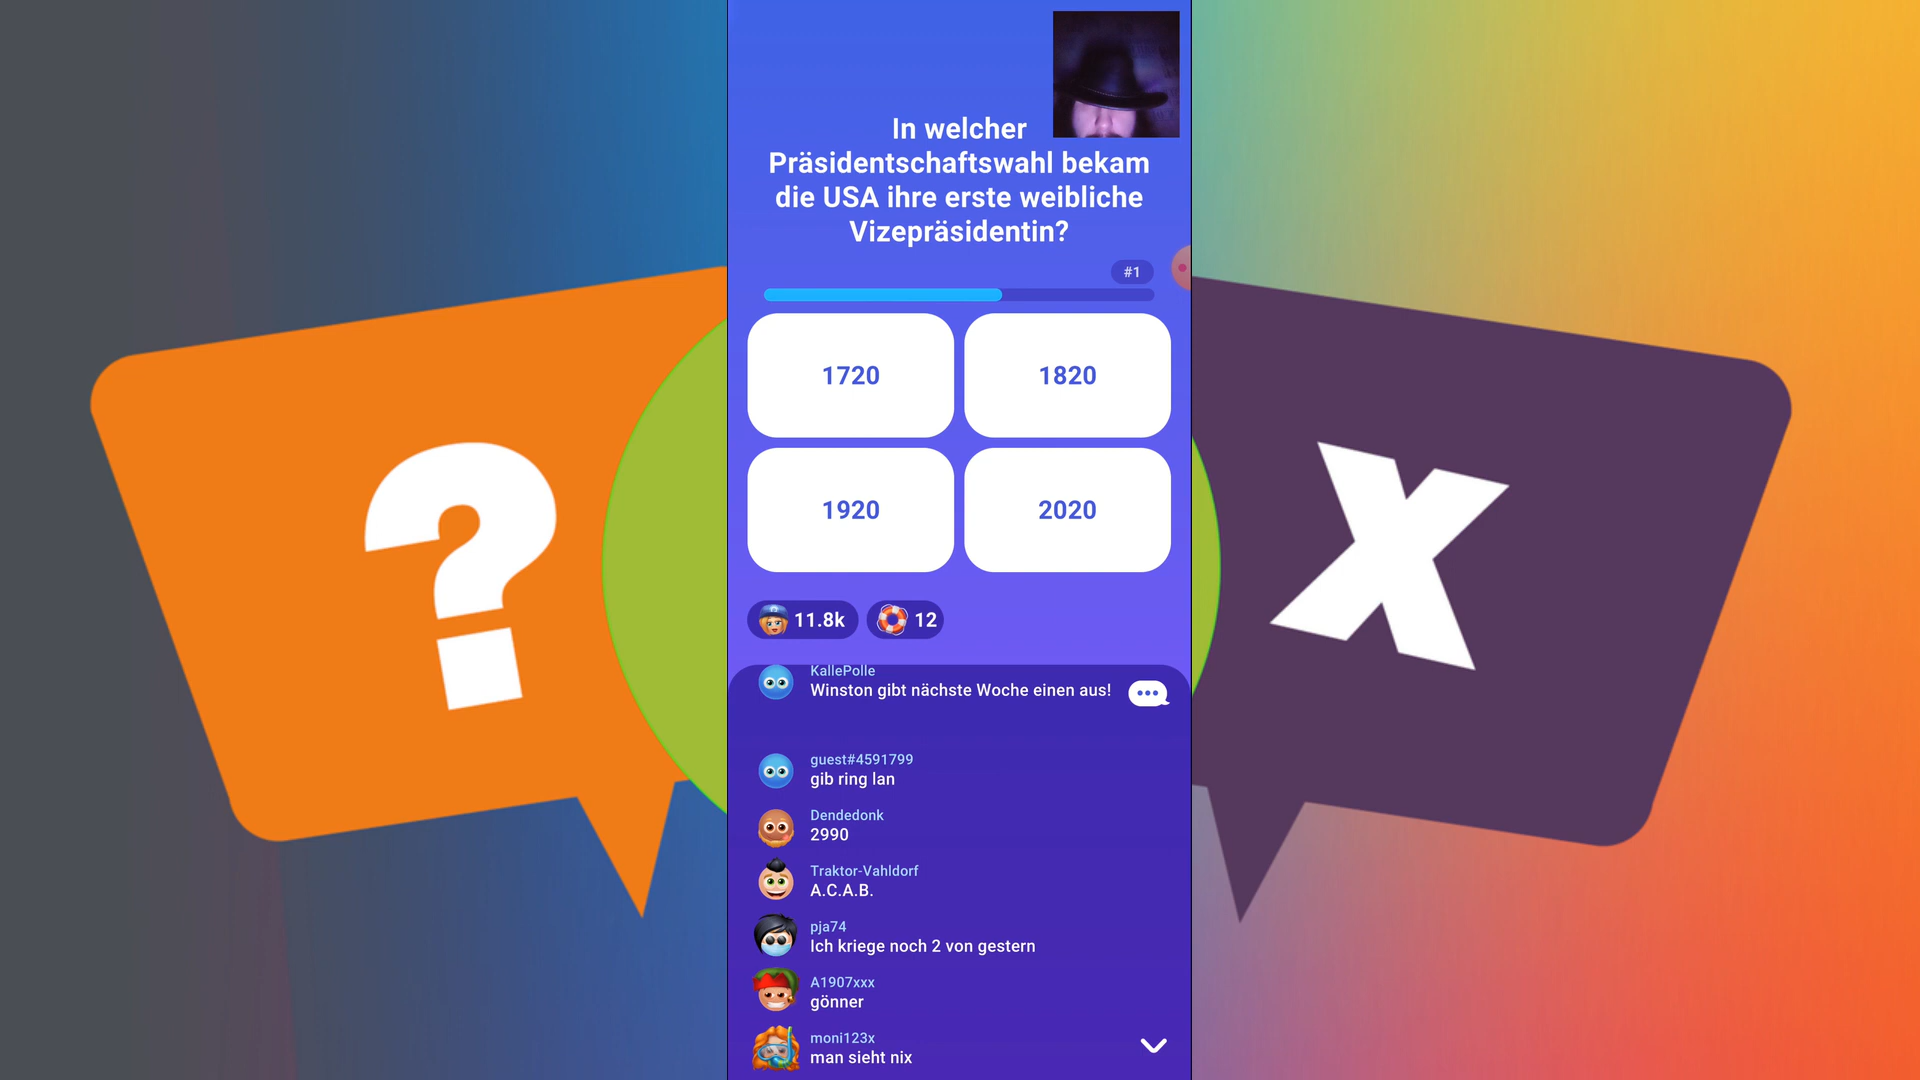 In welcher
Präsidentschaftswahl bekam
die USA ihre erste weibliche
Vizepräsidentin?
#1
1720
1820
1920
2020
11.8k
12
KallePolle
Winston gibt nächste Woche einen aus!
guest#4591799
gib ring lan
Dendedonk
2990
Traktor-Vahldorf
A.C.A.B.
pja74
Ich kriege noch 2 von gestern
A1907xxx
gönner
moni123x
man sieht nix
?
X